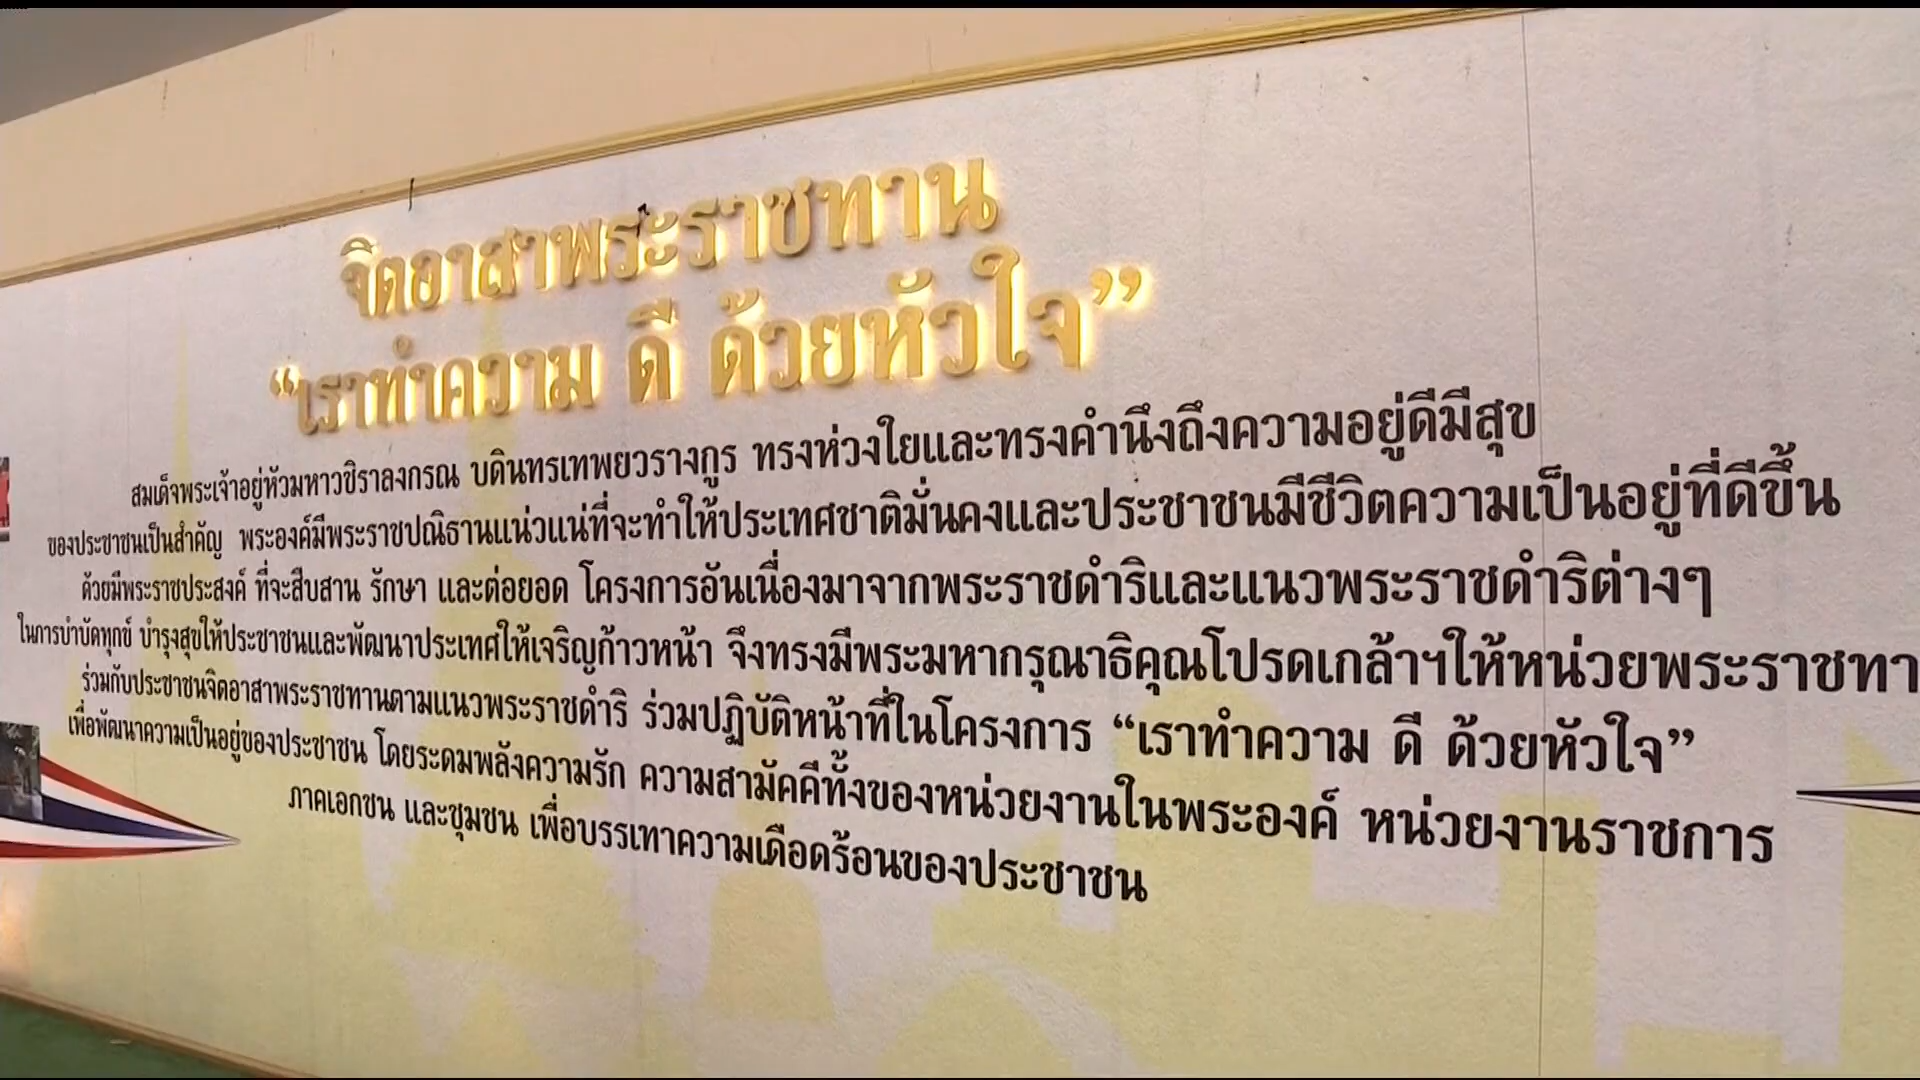 จิตอาสาพระราชทาน
“เราทำความ ดี ด้วยหัวใจ”
สมเด็จพระเจ้าอยู่หัวมหาวชิราลงกรณ บดินทรเทพยวรางกูร ทรงห่วงใยและทรงคำนึงถึงความอยู่ดีมีสุข
ของประชาชนเป็นสำคัญ พระองค์มีพระราชปณิธานแน่วแน่ที่จะทำให้ประเทศชาติมั่นคงและประชาชนมีชีวิตความเป็นอยู่ที่ดีขึ้น
ด้วยมีพระราชประสงค์ ที่จะสืบสาน รักษา และต่อยอด โครงการอันเนื่องมาจากพระราชดำริและแนวพระราชดำริต่างๆ
ในการบำบัดทุกข์ บำรุงสุขให้ประชาชนและพัฒนาประเทศให้เจริญก้าวหน้า จึงทรงมีพระมหากรุณาธิคุณโปรดเกล้าฯให้หน่วยพระราชทา
ร่วมกับประชาชนจิตอาสาพระราชทานตามแนวพระราชดำริ ร่วมปฏิบัติหน้าที่ในโครงการ “เราทำความ ดี ด้วยหัวใจ”
เพื่อพัฒนาความเป็นอยู่ของประชาชน โดยระดมพลังความรัก ความสามัคคีทั้งของหน่วยงานในพระองค์ หน่วยงานราชการ
ภาคเอกชน และชุมชน เพื่อบรรเทาความเดือดร้อนของประชาชน